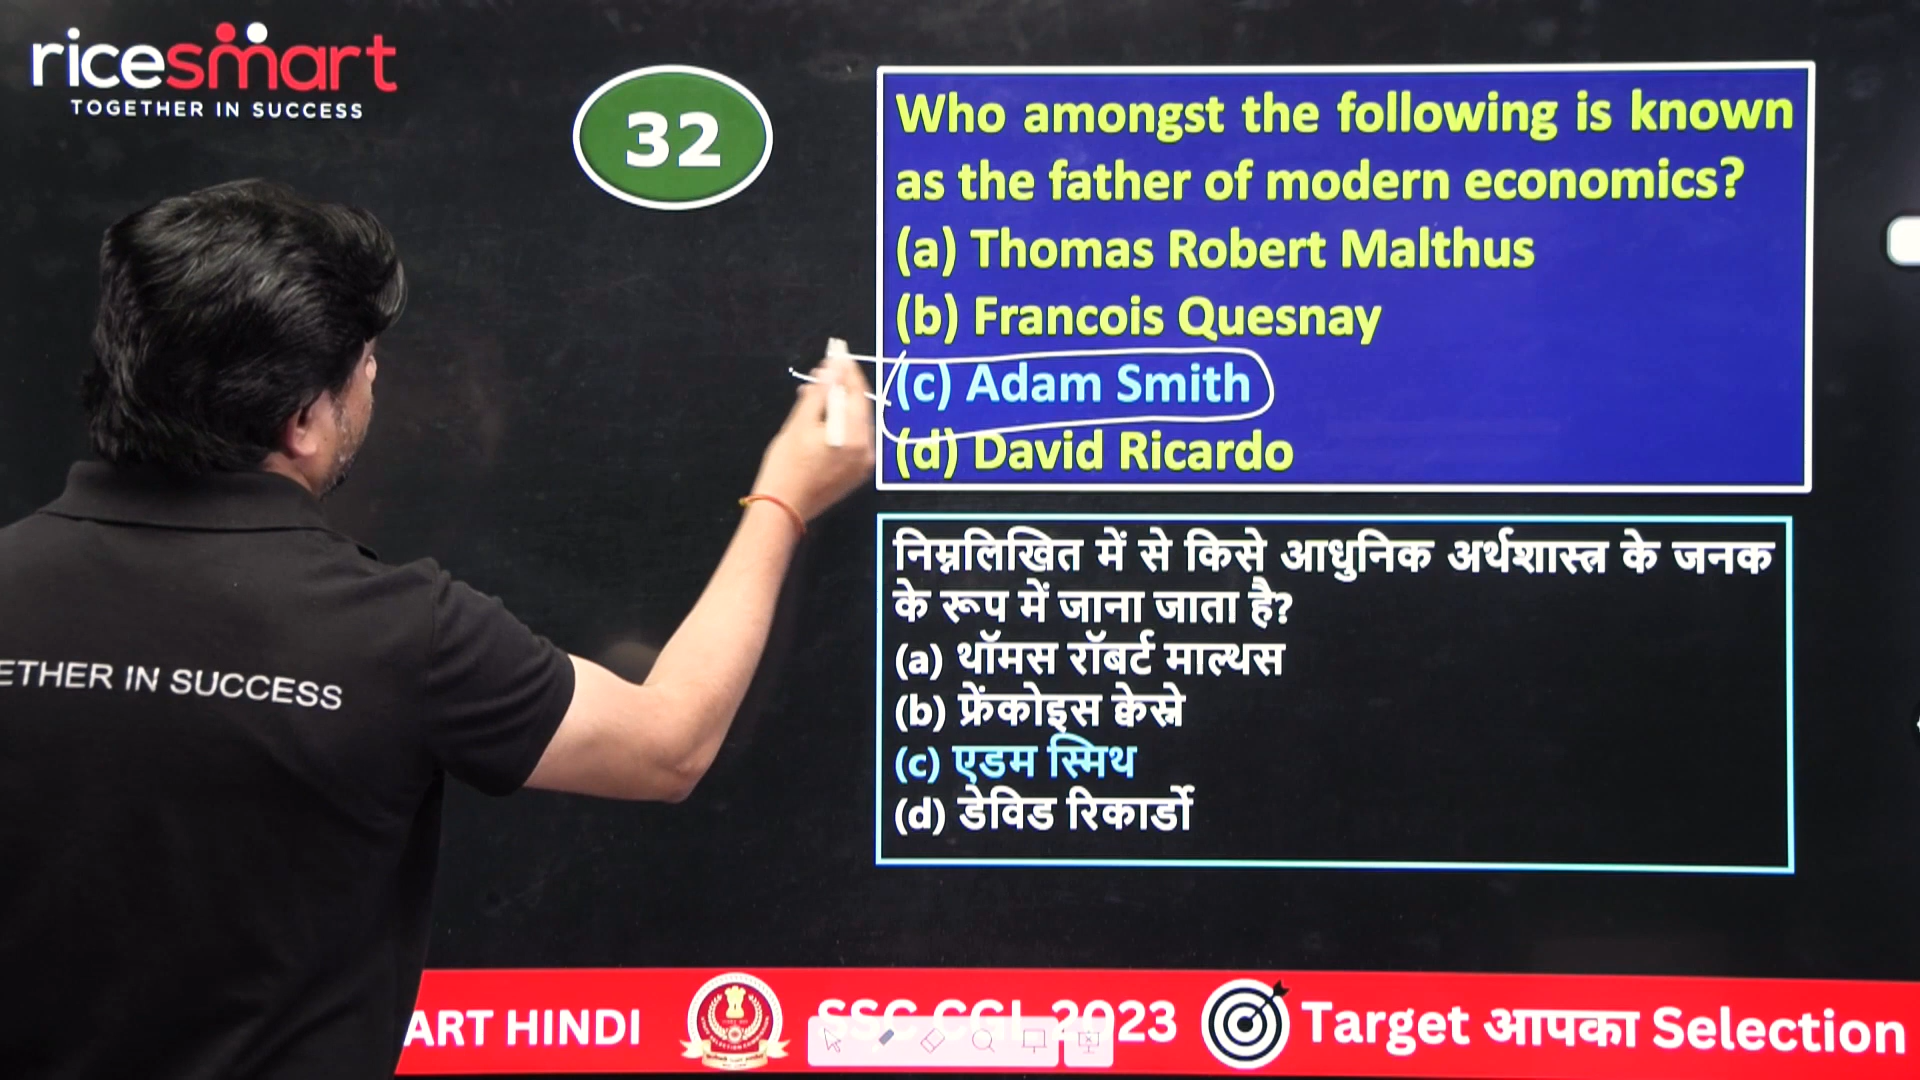 ricesmart
TOGETHER IN SUCCESS
32
Who amongst the following is known
as the father of modern economics?
(a) Thomas Robert Malthus
(b) Francois Quesnay
(c) Adam Smith
(d) David Ricardo
निम्नलिखित में से किसे आधुनिक अर्थशास्त्र के जनक
के रूप में जाना जाता है?
(a) थॉमस रॉबर्ट माल्थस
(b) फ्रेंकोइस क्वेस्ने
(c) एडम स्मिथ
(d) डेविड रिकार्डो
ETHER IN SUCCESS
ART HINDI
SSC CGL 2023
Target आपका Selection